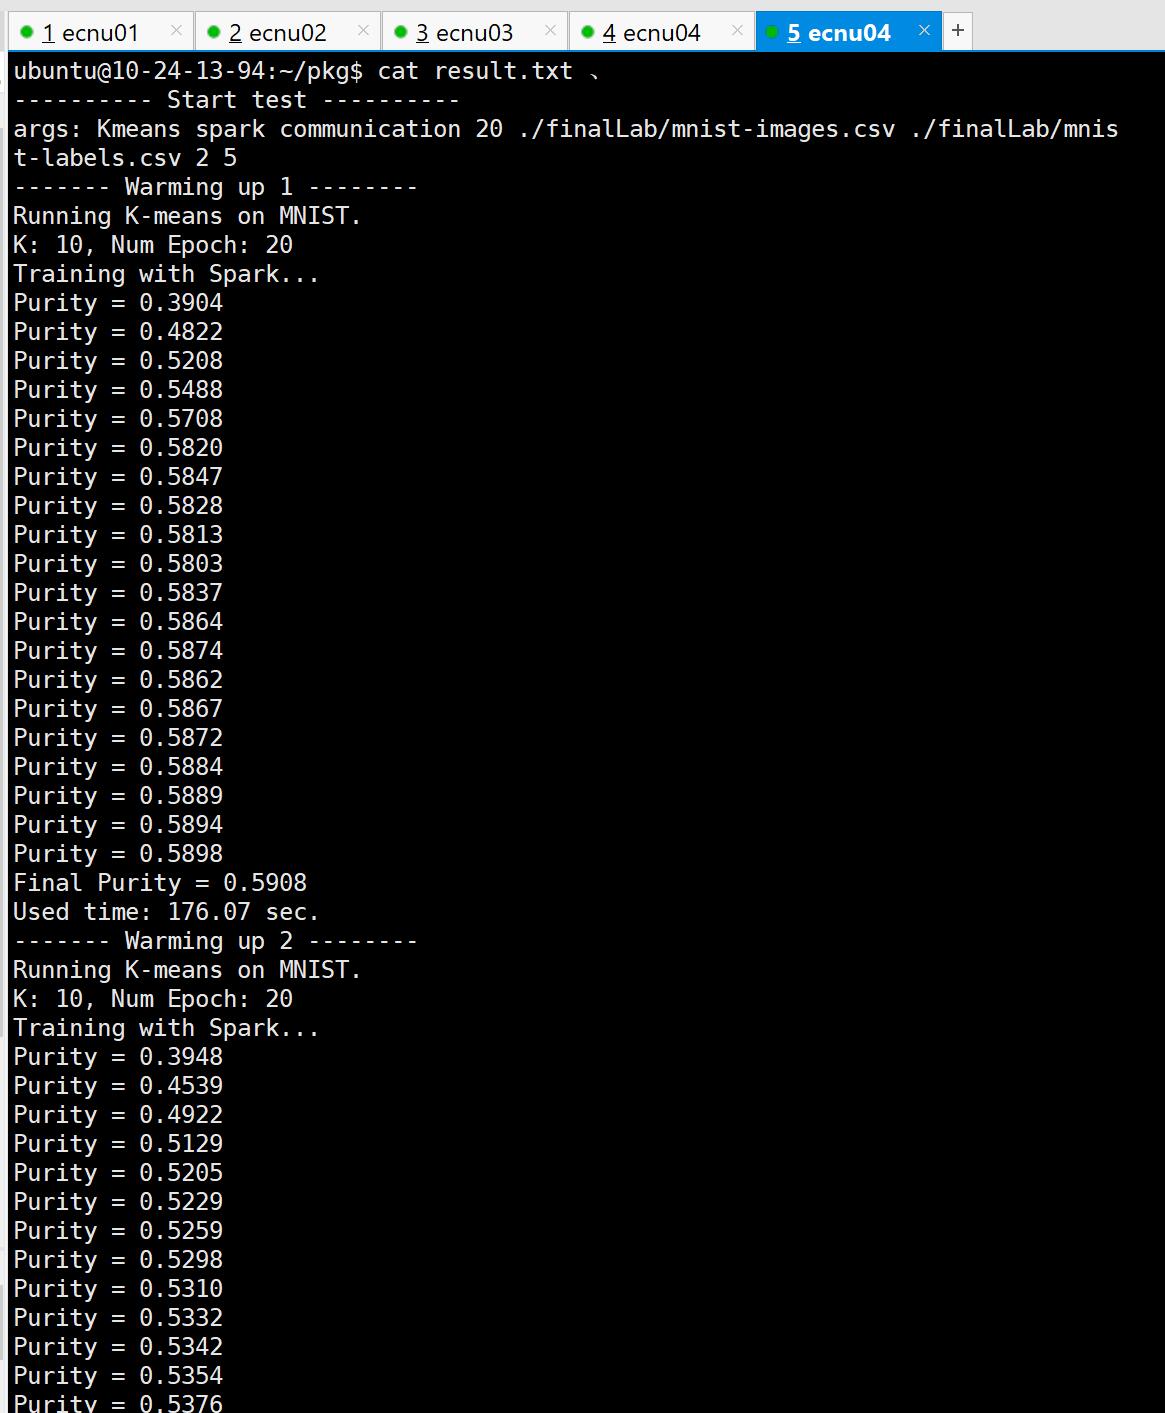 1 ecnu01 × 2 ecnu02 × 3 ecnu03 × 4 ecnu04 × 5 ecnu04 × +
ubuntu@10-24-13-94:~/pkg$ cat result.txt 、
---------- Start test ----------
args: Kmeans spark communication 20 ./finalLab/mnist-images.csv ./finalLab/mnis
t-labels.csv 2 5
------- Warming up 1 --------
Running K-means on MNIST.
K: 10, Num Epoch: 20
Training with Spark...
Purity = 0.3904
Purity = 0.4822
Purity = 0.5208
Purity = 0.5488
Purity = 0.5708
Purity = 0.5820
Purity = 0.5847
Purity = 0.5828
Purity = 0.5813
Purity = 0.5803
Purity = 0.5837
Purity = 0.5864
Purity = 0.5874
Purity = 0.5862
Purity = 0.5867
Purity = 0.5872
Purity = 0.5884
Purity = 0.5889
Purity = 0.5894
Purity = 0.5898
Final Purity = 0.5908
Used time: 176.07 sec.
------- Warming up 2 --------
Running K-means on MNIST.
K: 10, Num Epoch: 20
Training with Spark...
Purity = 0.3948
Purity = 0.4539
Purity = 0.4922
Purity = 0.5129
Purity = 0.5205
Purity = 0.5229
Purity = 0.5259
Purity = 0.5298
Purity = 0.5310
Purity = 0.5332
Purity = 0.5342
Purity = 0.5354
Purity = 0.5376